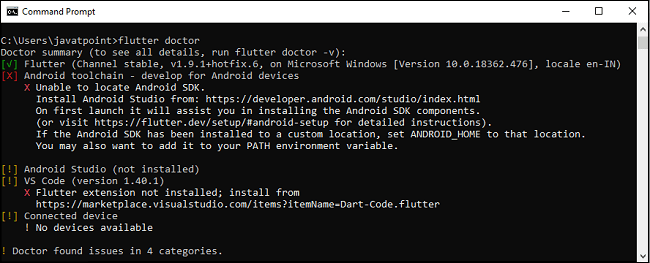 Command Prompt
C:\Users\javatpoint>flutter doctor
Doctor summary (to see all details, run flutter doctor -v):
[√] Flutter (Channel stable, v1.9.1+hotfix.6, on Microsoft Windows [Version 10.0.18362.476], locale en-IN)
[X] Android toolchain - develop for Android devices
X Unable to locate Android SDK.
Install Android Studio from: https://developer.android.com/studio/index.html
On first launch it will assist you in installing the Android SDK components.
(or visit https://flutter.dev/setup/#android-setup for detailed instructions).
If the Android SDK has been installed to a custom location, set ANDROID_HOME to that location.
You may also want to add it to your PATH environment variable.
[!] Android Studio (not installed)
[!] VS Code (version 1.40.1)
X Flutter extension not installed; install from
https://marketplace.visualstudio.com/items?itemName=Dart-Code.flutter
[!] Connected device
! No devices available
! Doctor found issues in 4 categories.